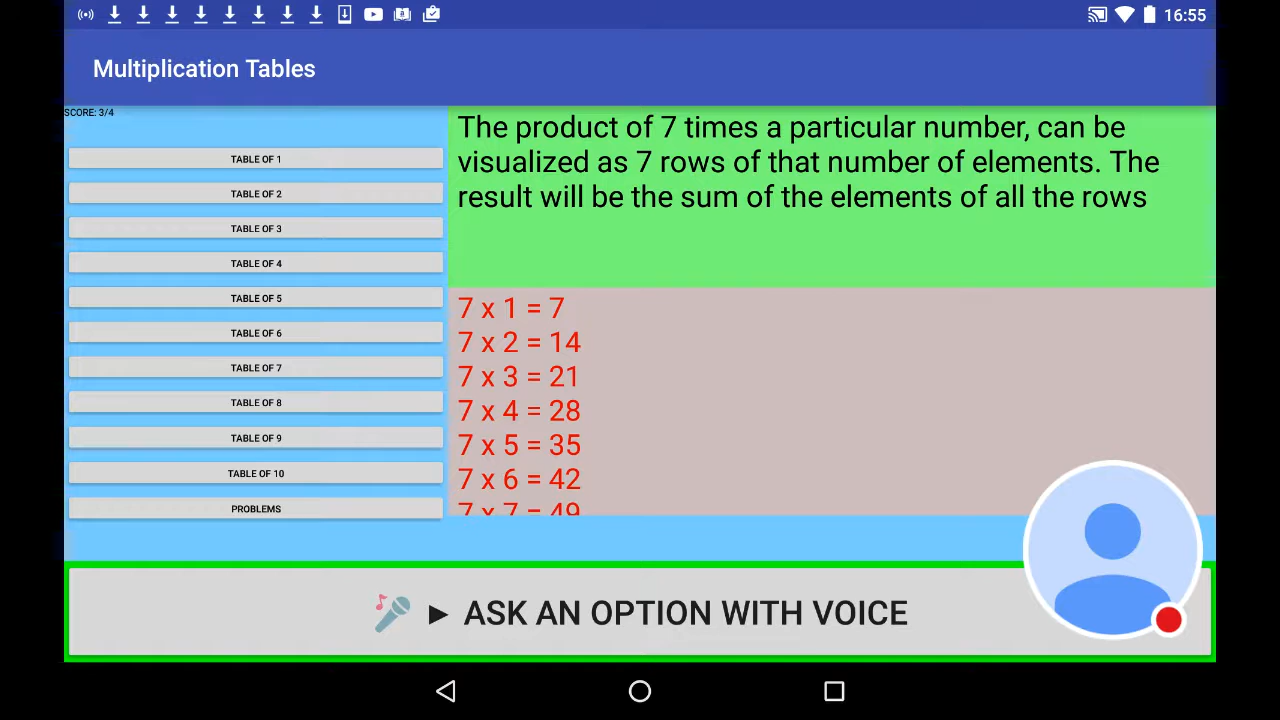 16:55
Multiplication Tables
SCORE: 3/4
TABLE OF 1
TABLE OF 2
TABLE OF 3
TABLE OF 4
TABLE OF 5
TABLE OF 6
TABLE OF 7
TABLE OF 8
TABLE OF 9
TABLE OF 10
PROBLEMS
The product of 7 times a particular number, can be
visualized as 7 rows of that number of elements. The
result will be the sum of the elements of all the rows
7 x 1 = 7
7 x 2 = 14
7 x 3 = 21
7 x 4 = 28
7 x 5 = 35
7 x 6 = 42
7 x 7 = 49
ASK AN OPTION WITH VOICE